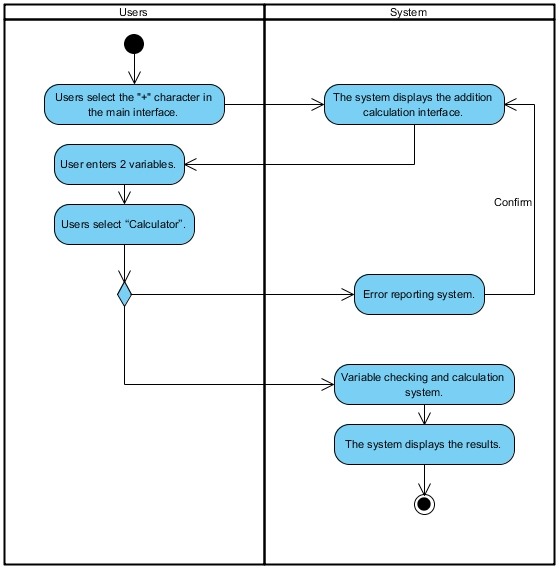 Users
System
Users select the "+" character in
the main interface.
The system displays the addition
calculation interface.
User enters 2 variables.
Users select “Calculator”.
Confirm
Error reporting system.
Variable checking and calculation
system.
The system displays the results.